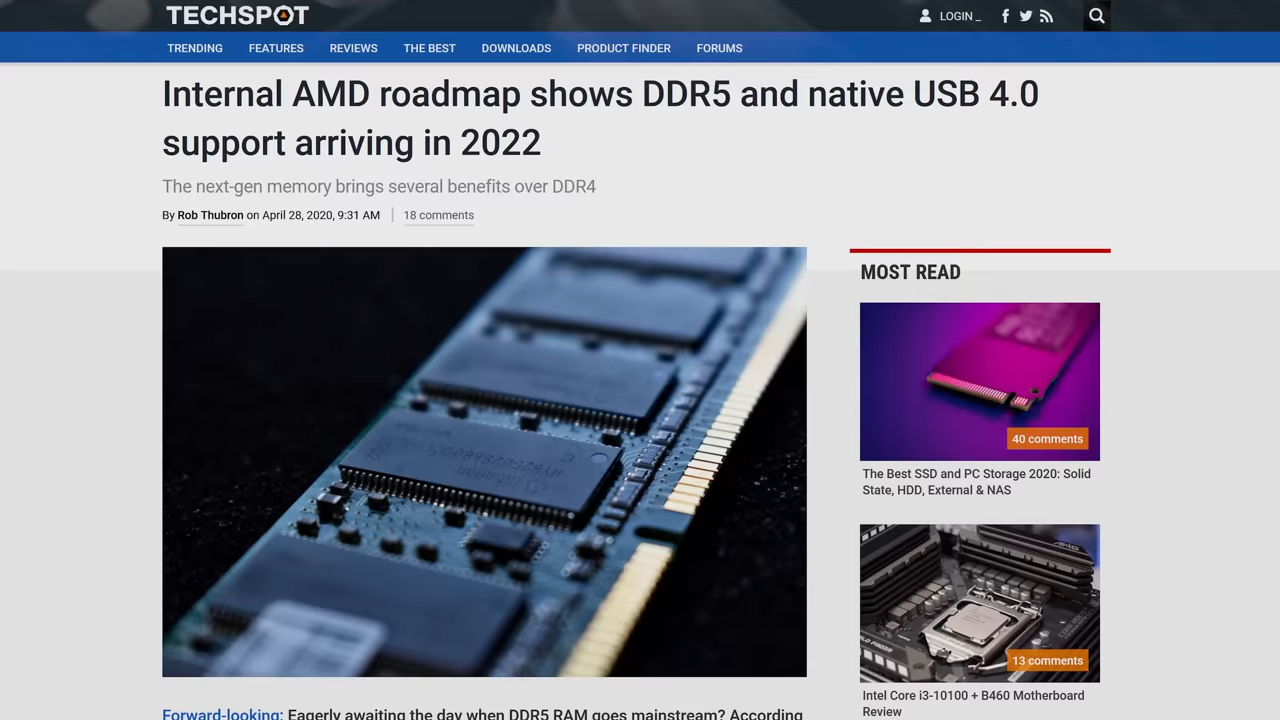 TECHSPOT
LOGIN _
TRENDING FEATURES REVIEWS THE BEST DOWNLOADS PRODUCT FINDER FORUMS
Internal AMD roadmap shows DDR5 and native USB 4.0
support arriving in 2022
The next-gen memory brings several benefits over DDR4
By Rob Thubron on April 28, 2020, 9:31 AM 18 comments
MOST READ
40 comments
The Best SSD and PC Storage 2020: Solid
State, HDD, External & NAS
13 comments
Intel Core i3-10100 + B460 Motherboard
Review
Forward-looking: Eagerly awaiting the day when DDR5 RAM goes mainstream? According